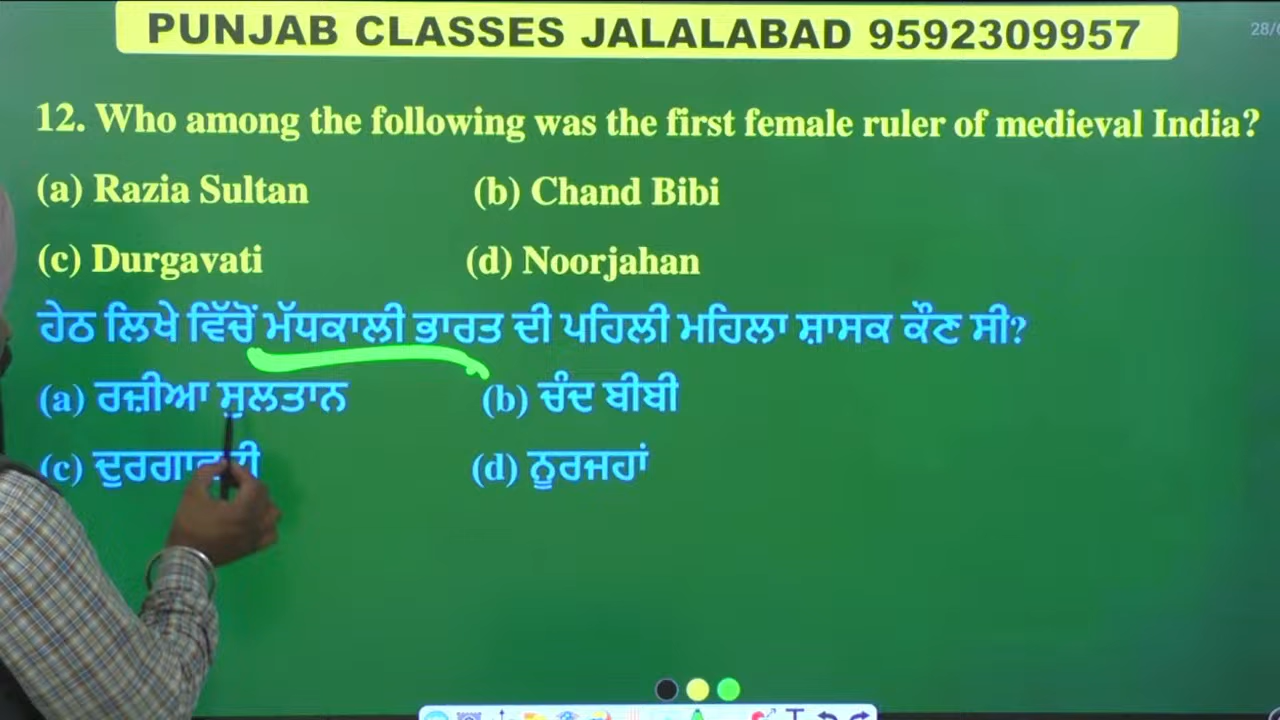 PUNJAB CLASSES JALALABAD 9592309957
28/
12. Who among the following was the first female ruler of medieval India?
(a) Razia Sultan (b) Chand Bibi
(c) Durgavati (d) Noorjahan
ਹੇਠ ਲਿਖੇ ਵਿੱਚੋਂ ਮੱਧਕਾਲੀ ਭਾਰਤ ਦੀ ਪਹਿਲੀ ਮਹਿਲਾ ਸ਼ਾਸਕ ਕੌਣ ਸੀ?
(a) ਰਜ਼ੀਆ ਸੁਲਤਾਨ (b) ਚੰਦ ਬੀਬੀ
(c) (d) ਨੂਰਜਹਾਂ